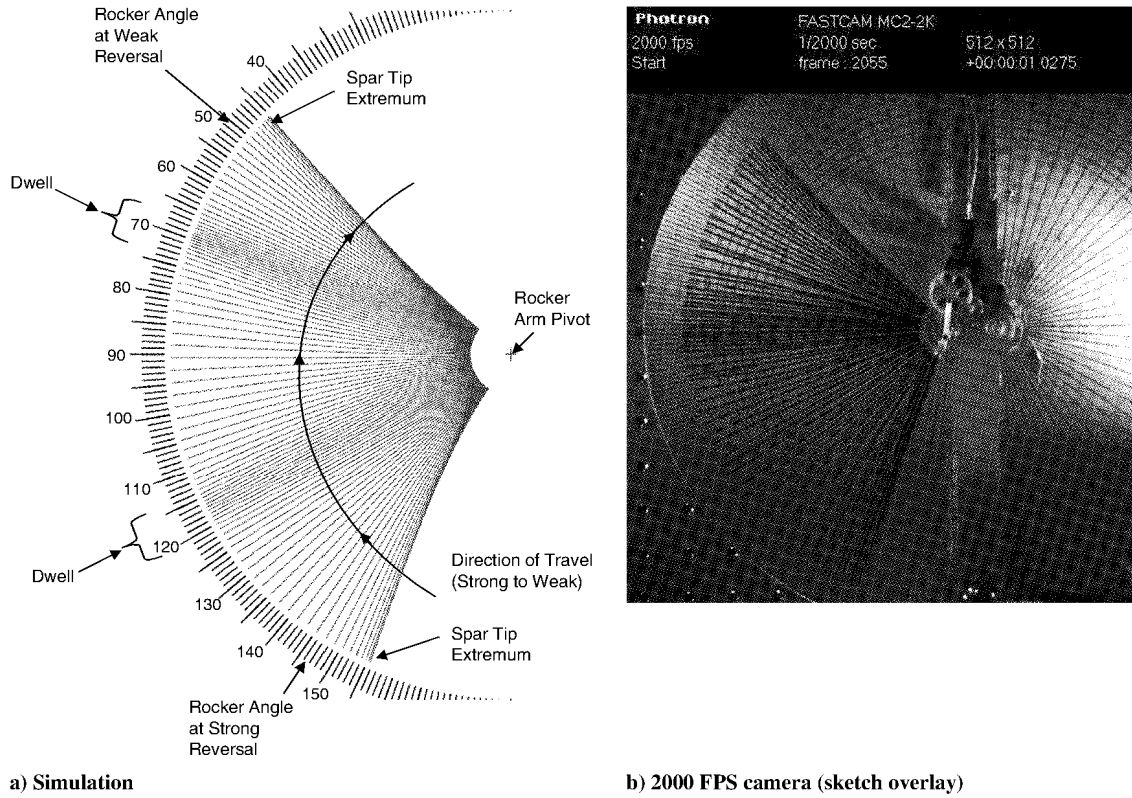 Rocker Angle
at Weak
Reversal
Spar Tip
Extremum
40
50
60
Dwell
70
80
90
100
110
120
130
140
150
Rocker
Arm Pivot
Dwell
Direction of Travel
(Strong to Weak)
Spar Tip
Extremum
Rocker Angle
at Strong
Reversal
a) Simulation
Photron
FASTCAM MC2-2K
2000 fps
1/2000 sec
512 x 512
Start
frame : 2055
+00:00:01.0275
b) 2000 FPS camera (sketch overlay)